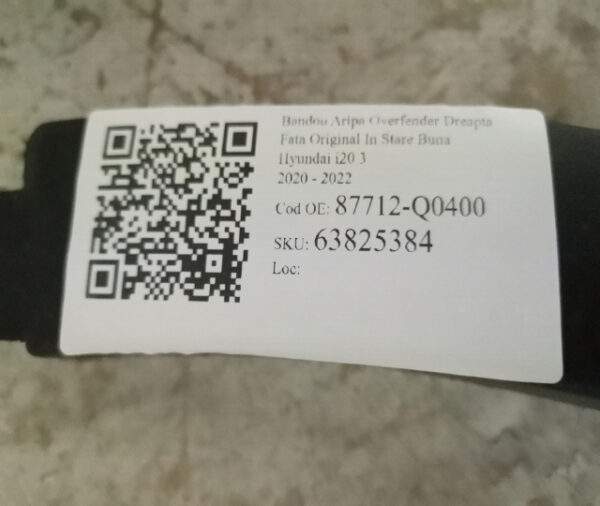 Bandou Aripa Overfender Dreapta
Fata Original In Stare Buna
Hyundai i20 3
2020 - 2022
Cod OE: 87712-Q0400
SKU: 63825384
Loc: